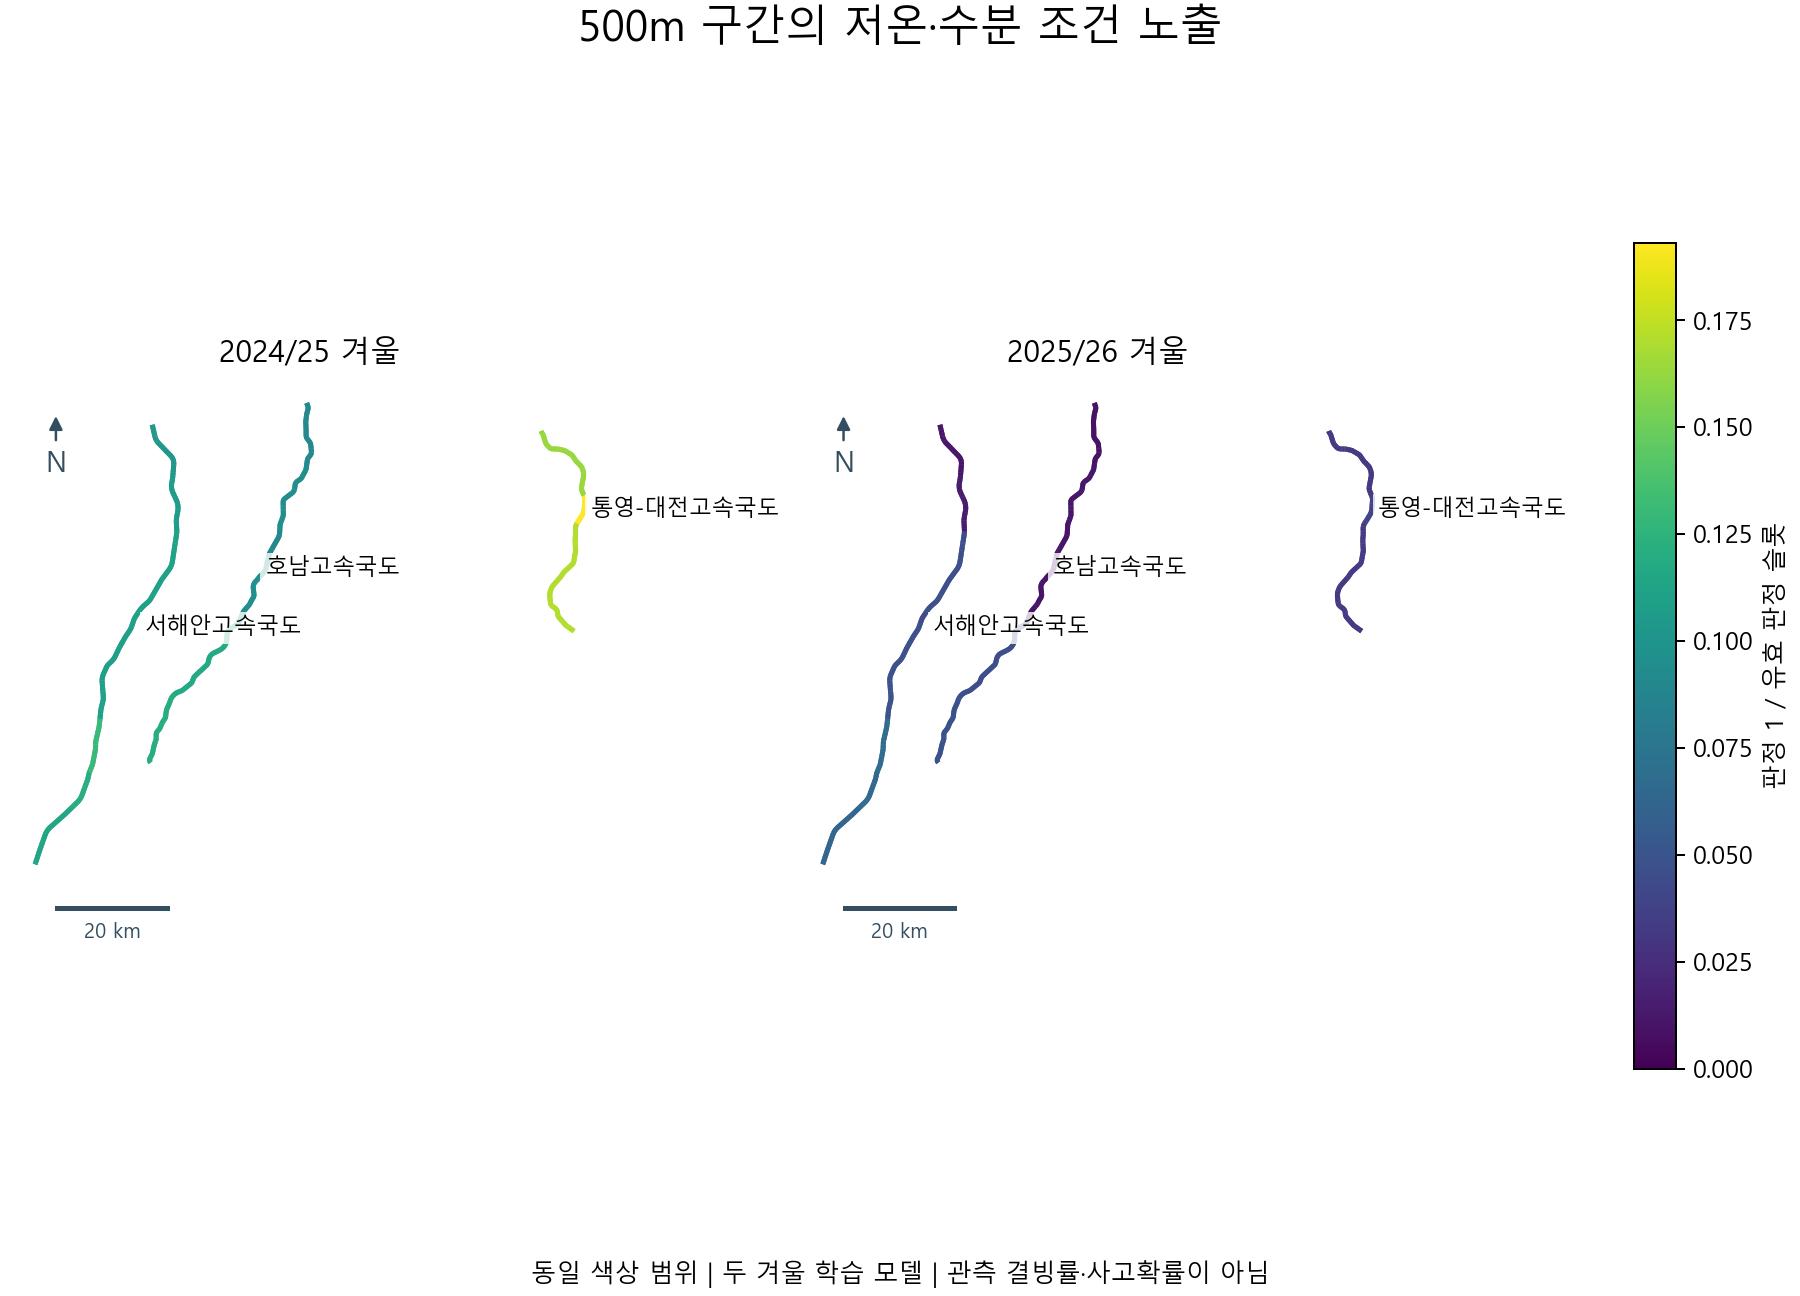 500m 구간의 저온·수분 조건 노출
2024/25 겨울
N
통영-대전고속국도
호남고속국도
서해안고속국도
20 km
2025/26 겨울
N
통영-대전고속국도
호남고속국도
서해안고속국도
20 km
0.175
0.150
0.125
0.100
0.075
0.050
0.025
0.000
판정 1 / 유효 판정 슬롯
동일 색상 범위 | 두 겨울 학습 모델 | 관측 결빙률·사고확률이 아님